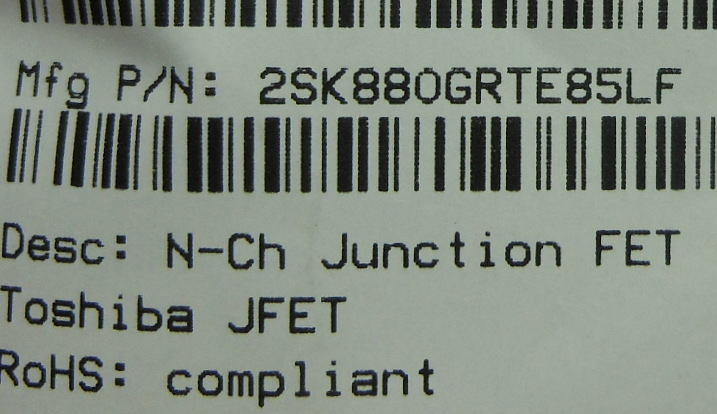 Mfg P/N: 2SK880GRTE85LF
Desc: N-Ch Junction FET
Toshiba JFET
RoHS: compliant